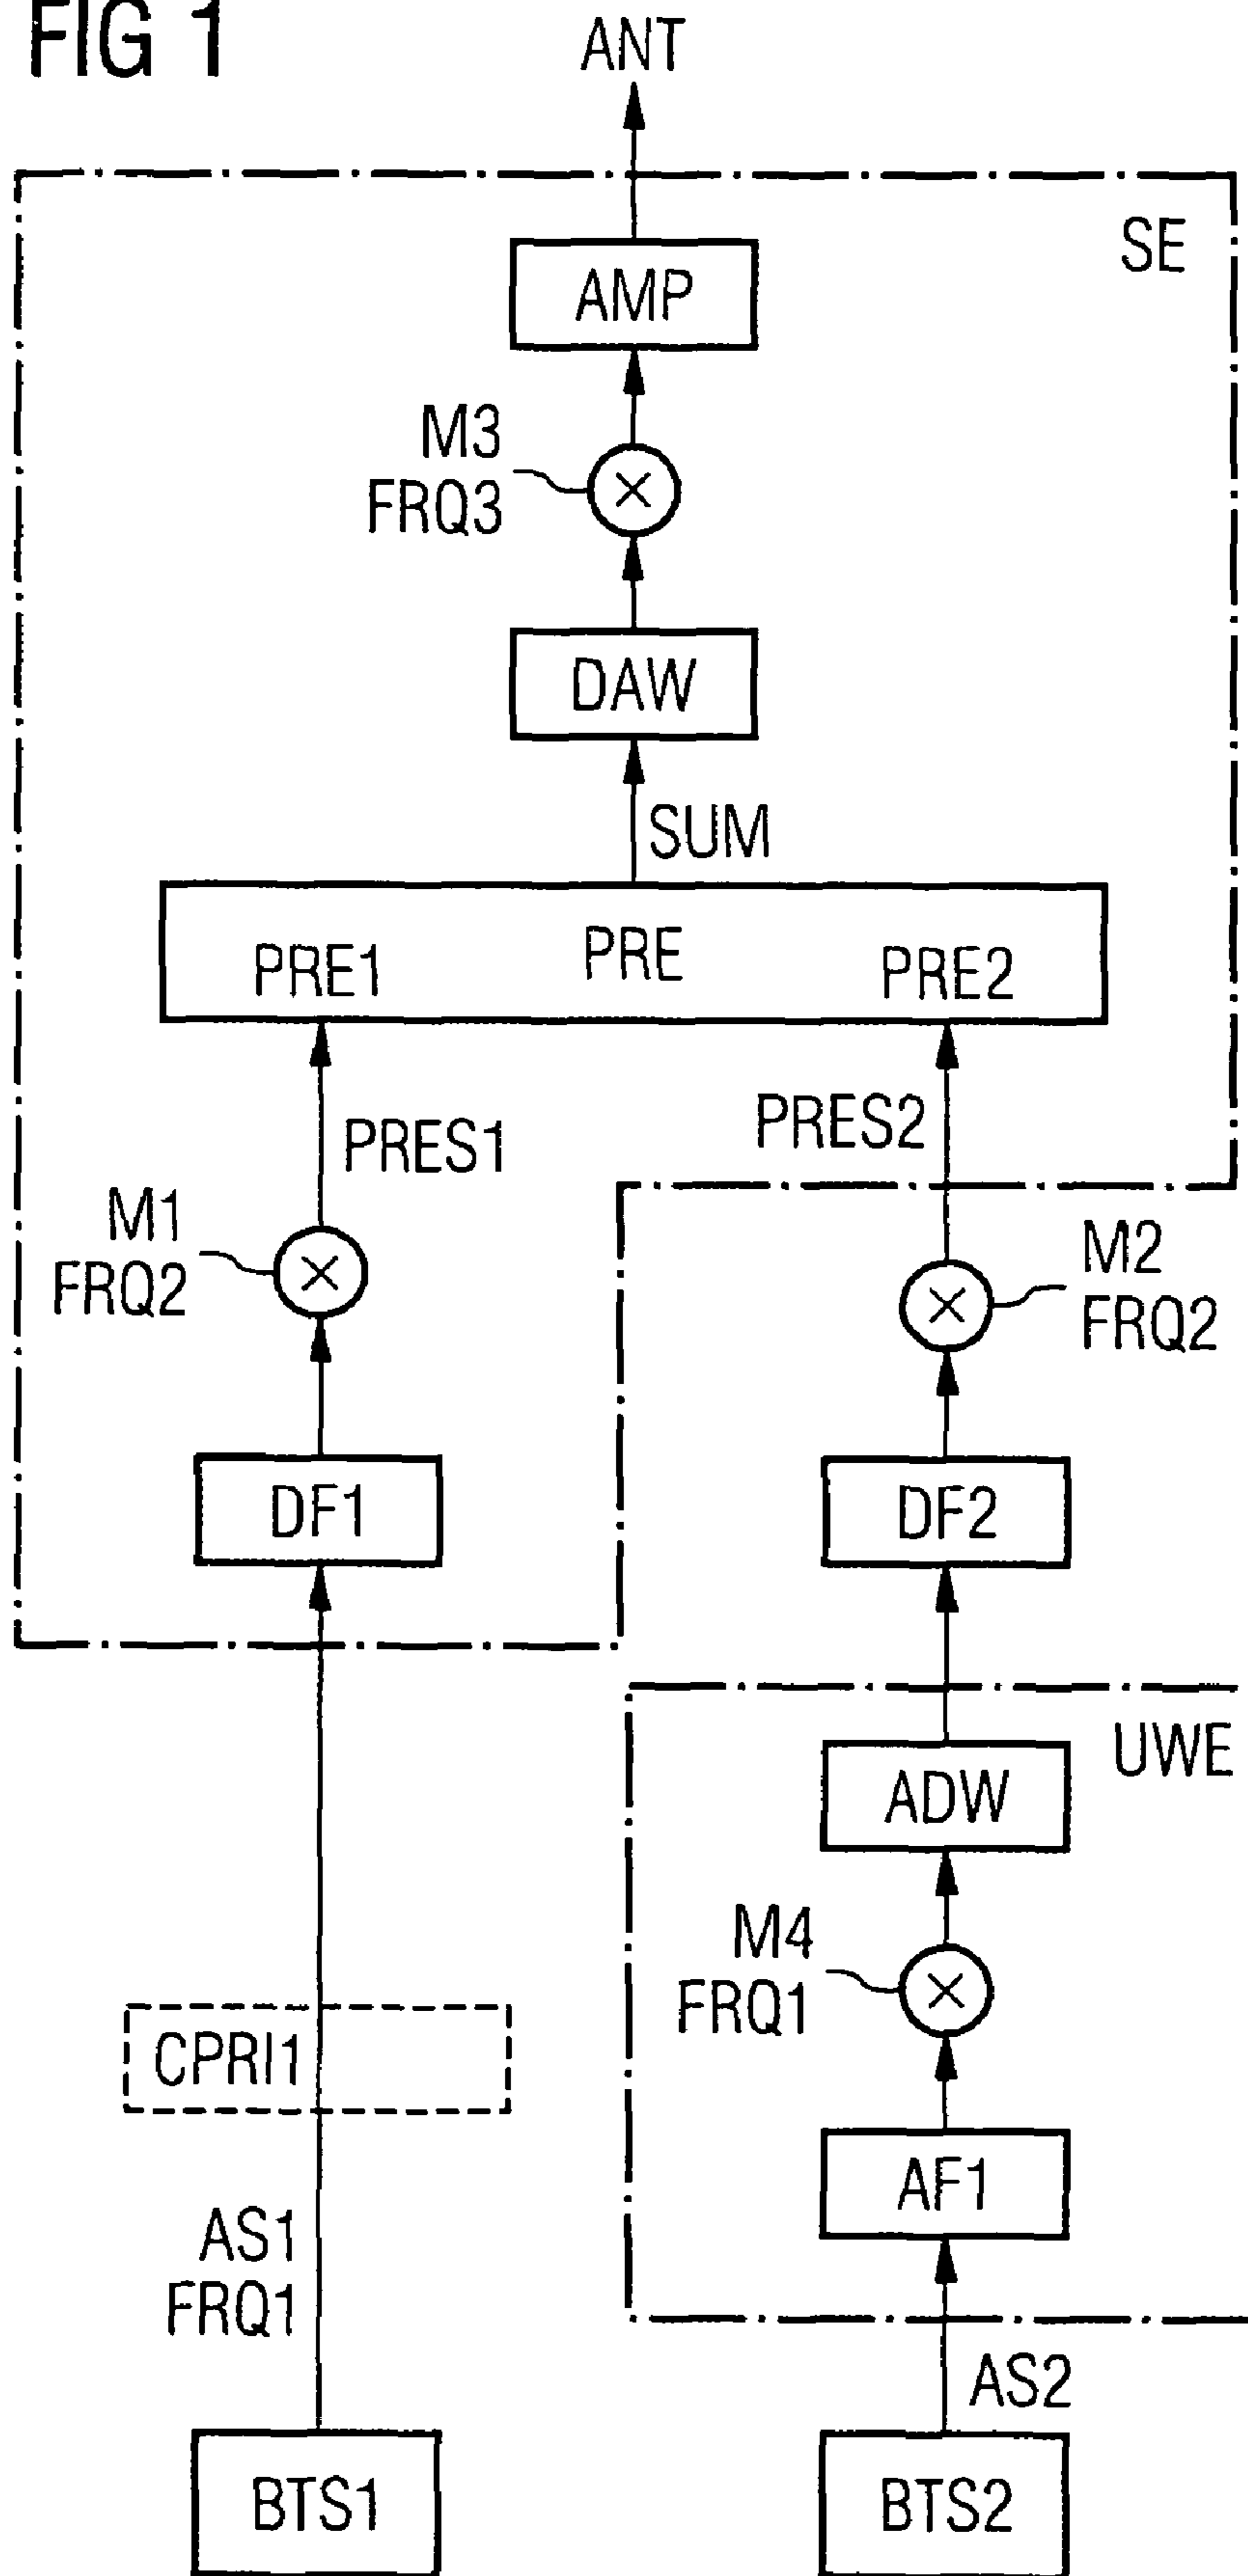 FIG 1
ANT
SE
AMP
M3
FRQ3
DAW
SUM
PRE1 PRE PRE2
PRES1
PRES2
M1
FRQ2
M2
FRQ2
DF1
DF2
UWE
ADW
M4
FRQ1
CPRI1
AF1
AS1
FRQ1
AS2
BTS1
BTS2